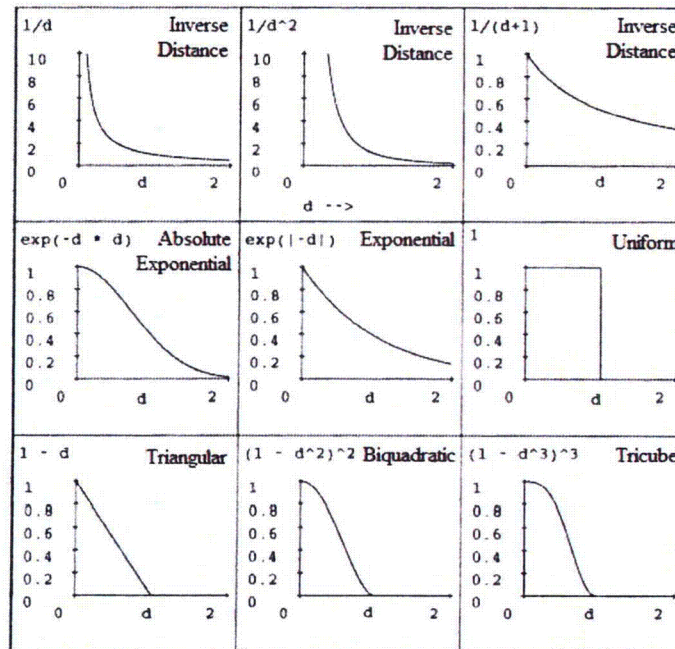 1/d Inverse
Distance
10
8
6
4
2
0
0 d 2
1/d^2 Inverse
Distance
10
8
6
4
2
0
0 d 2
d -->
1/(d+1) Inverse
Distance
1
0.8
0.6
0.4
0.2
0
0 d 2
exp(-d * d) Absolute
Exponential
1
0.8
0.6
0.4
0.2
0
0 d 2
exp(|-d|) Exponential
1
0.8
0.6
0.4
0.2
0
0 d 2
1 Uniform
1
0.8
0.6
0.4
0.2
0
0 d 2
1 - d Triangular
1
0.8
0.6
0.4
0.2
0
0 d 2
(1 - d^2)^2 Biquadratic
1
0.8
0.6
0.4
0.2
0
0 d 2
(1 - d^3)^3 Tricube
1
0.8
0.6
0.4
0.2
0
0 d 2